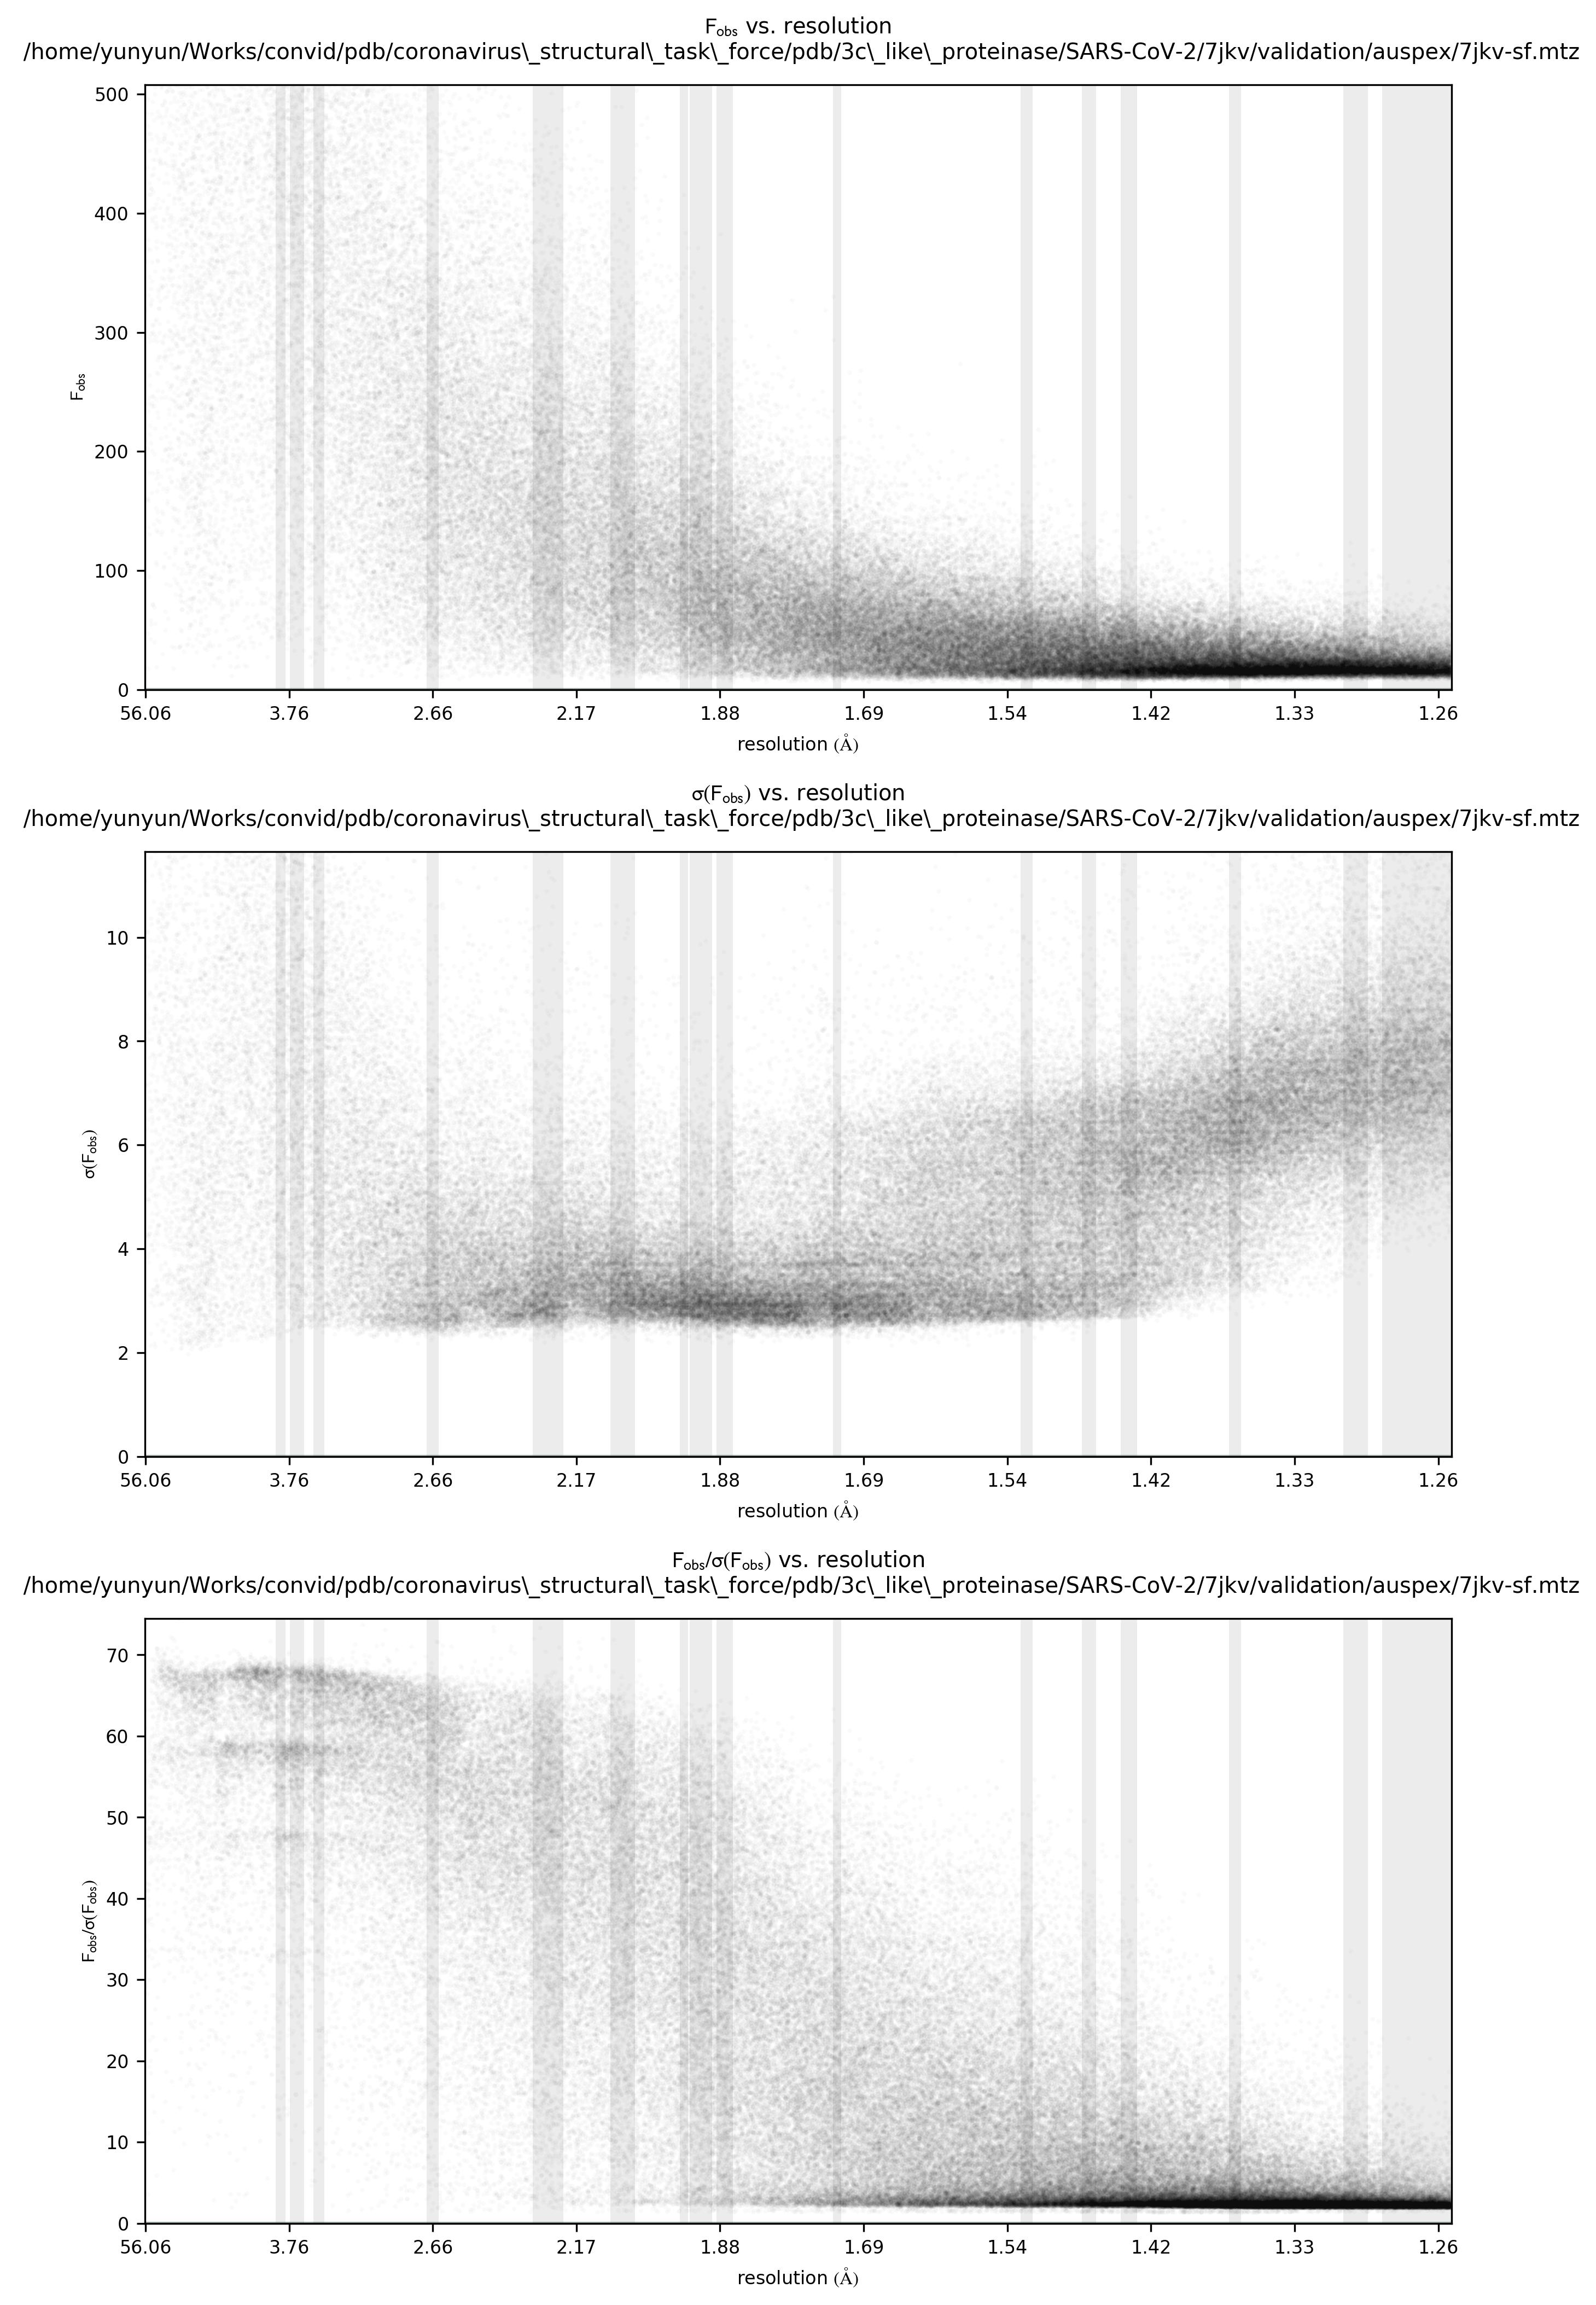 F_obs vs. resolution
/home/yunyun/Works/convid/pdb/coronavirus\_structural\_task\_force/pdb/3c\_like\_proteinase/SARS-CoV-2/7jkv/validation/auspex/7jkv-sf.mtz
500
400
300
200
100
0
F_obs
56.06 3.76 2.66 2.17 1.88 1.69 1.54 1.42 1.33 1.26
resolution (Å)
σ(F_obs) vs. resolution
/home/yunyun/Works/convid/pdb/coronavirus\_structural\_task\_force/pdb/3c\_like\_proteinase/SARS-CoV-2/7jkv/validation/auspex/7jkv-sf.mtz
10
8
6
4
2
0
σ(F_obs)
56.06 3.76 2.66 2.17 1.88 1.69 1.54 1.42 1.33 1.26
resolution (Å)
F_obs/σ(F_obs) vs. resolution
/home/yunyun/Works/convid/pdb/coronavirus\_structural\_task\_force/pdb/3c\_like\_proteinase/SARS-CoV-2/7jkv/validation/auspex/7jkv-sf.mtz
70
60
50
40
30
20
10
0
F_obs/σ(F_obs)
56.06 3.76 2.66 2.17 1.88 1.69 1.54 1.42 1.33 1.26
resolution (Å)